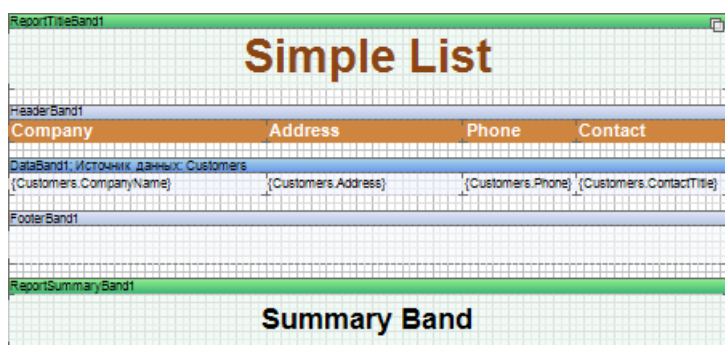 ReportTitleBand1
Simple List
HeaderBand1
Company Address Phone Contact
DataBand1; Источник данных: Customers
{Customers.CompanyName} {Customers.Address} {Customers.Phone} {Customers.ContactTitle}
FooterBand1
ReportSummaryBand1
Summary Band